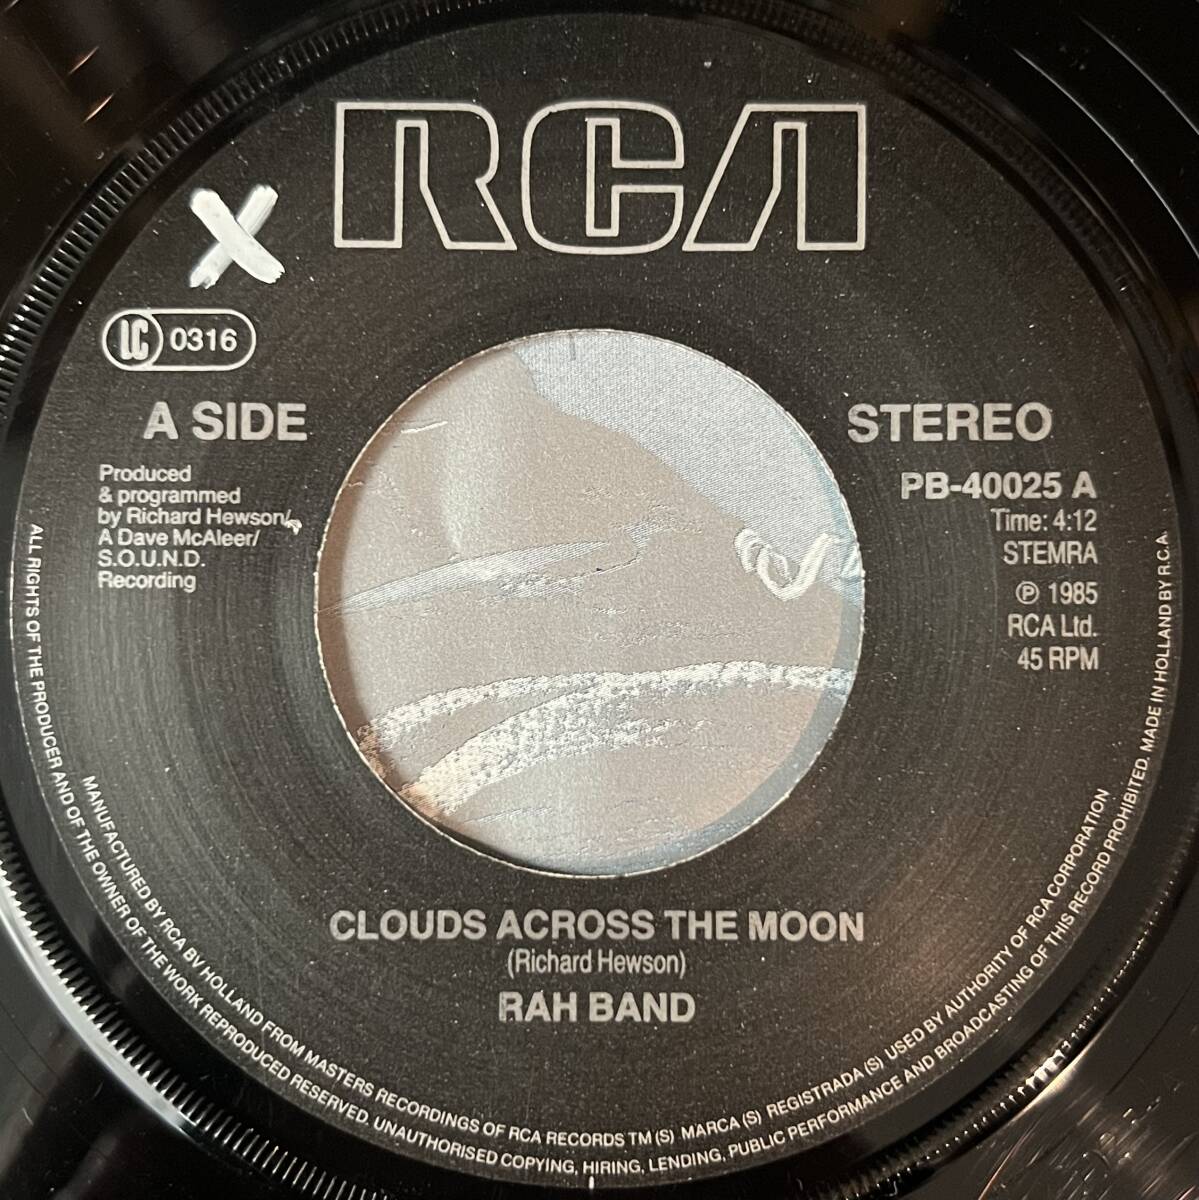 RCA
X
LC 0316
A SIDE
STEREO
Produced
& programmed
by Richard Hewson/
A Dave McAleer/
S.O.U.N.D.
Recording
PB-40025 A
Time: 4:12
STEMRA
℗ 1985
RCA Ltd.
45 RPM
CLOUDS ACROSS THE MOON
(Richard Hewson)
RAH BAND
MANUFACTURED BY RCA BV HOLLAND FROM MASTERS RECORDINGS OF RCA RECORDS TM (S) MARCA (S) REGISTRADA (S) USED BY AUTHORITY OF RCA CORPORATION
ALL RIGHTS OF THE PRODUCER AND OF THE OWNER OF THE WORK REPRODUCED RESERVED. UNAUTHORISED COPYING, HIRING, LENDING, PUBLIC PERFORMANCE AND BROADCASTING OF THIS RECORD PROHIBITED. MADE IN HOLLAND BY R.C.A.